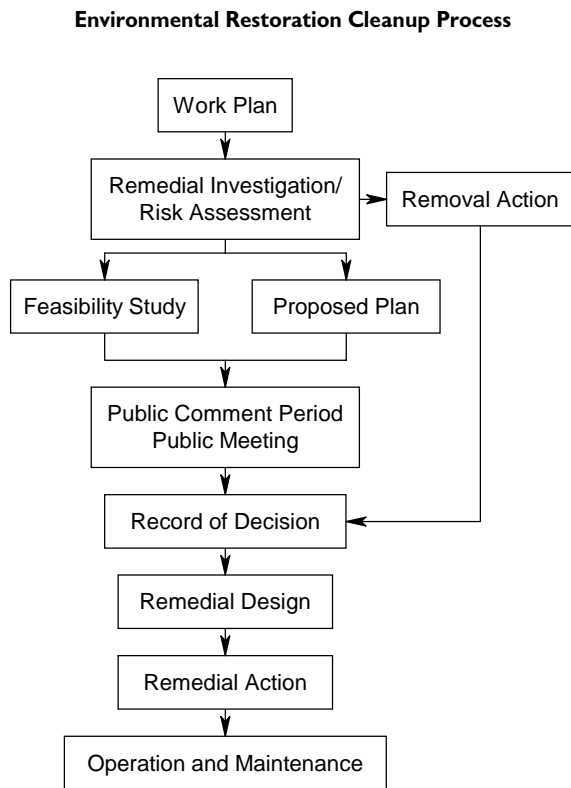 Environmental Restoration Cleanup Process
Work Plan
Remedial Investigation/
Risk Assessment
Removal Action
Feasibility Study
Proposed Plan
Public Comment Period
Public Meeting
Record of Decision
Remedial Design
Remedial Action
Operation and Maintenance